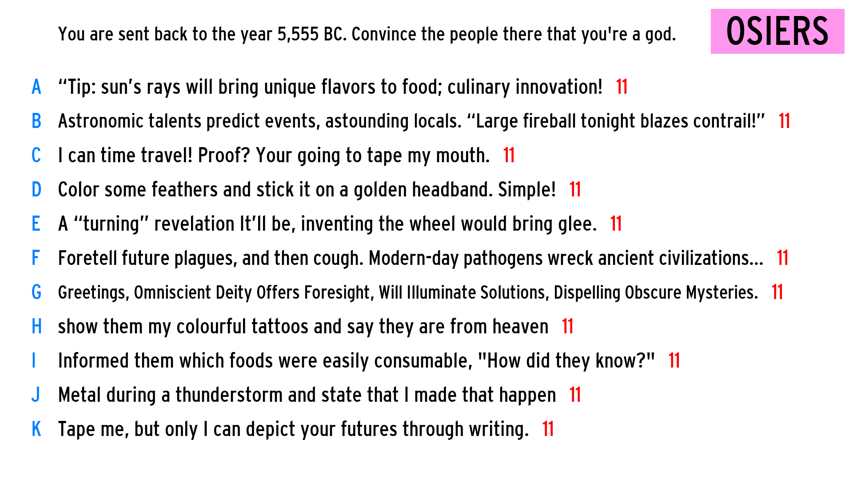 You are sent back to the year 5,555 BC. Convince the people there that you're a god.
OSIERS
A “Tip: sun’s rays will bring unique flavors to food; culinary innovation! 11
B Astronomic talents predict events, astounding locals. “Large fireball tonight blazes contrail!” 11
C I can time travel! Proof? Your going to tape my mouth. 11
D Color some feathers and stick it on a golden headband. Simple! 11
E A “turning” revelation It’ll be, inventing the wheel would bring glee. 11
F Foretell future plagues, and then cough. Modern-day pathogens wreck ancient civilizations... 11
G Greetings, Omniscient Deity Offers Foresight, Will Illuminate Solutions, Dispelling Obscure Mysteries. 11
H show them my colourful tattoos and say they are from heaven 11
I Informed them which foods were easily consumable, "How did they know?" 11
J Metal during a thunderstorm and state that I made that happen 11
K Tape me, but only I can depict your futures through writing. 11